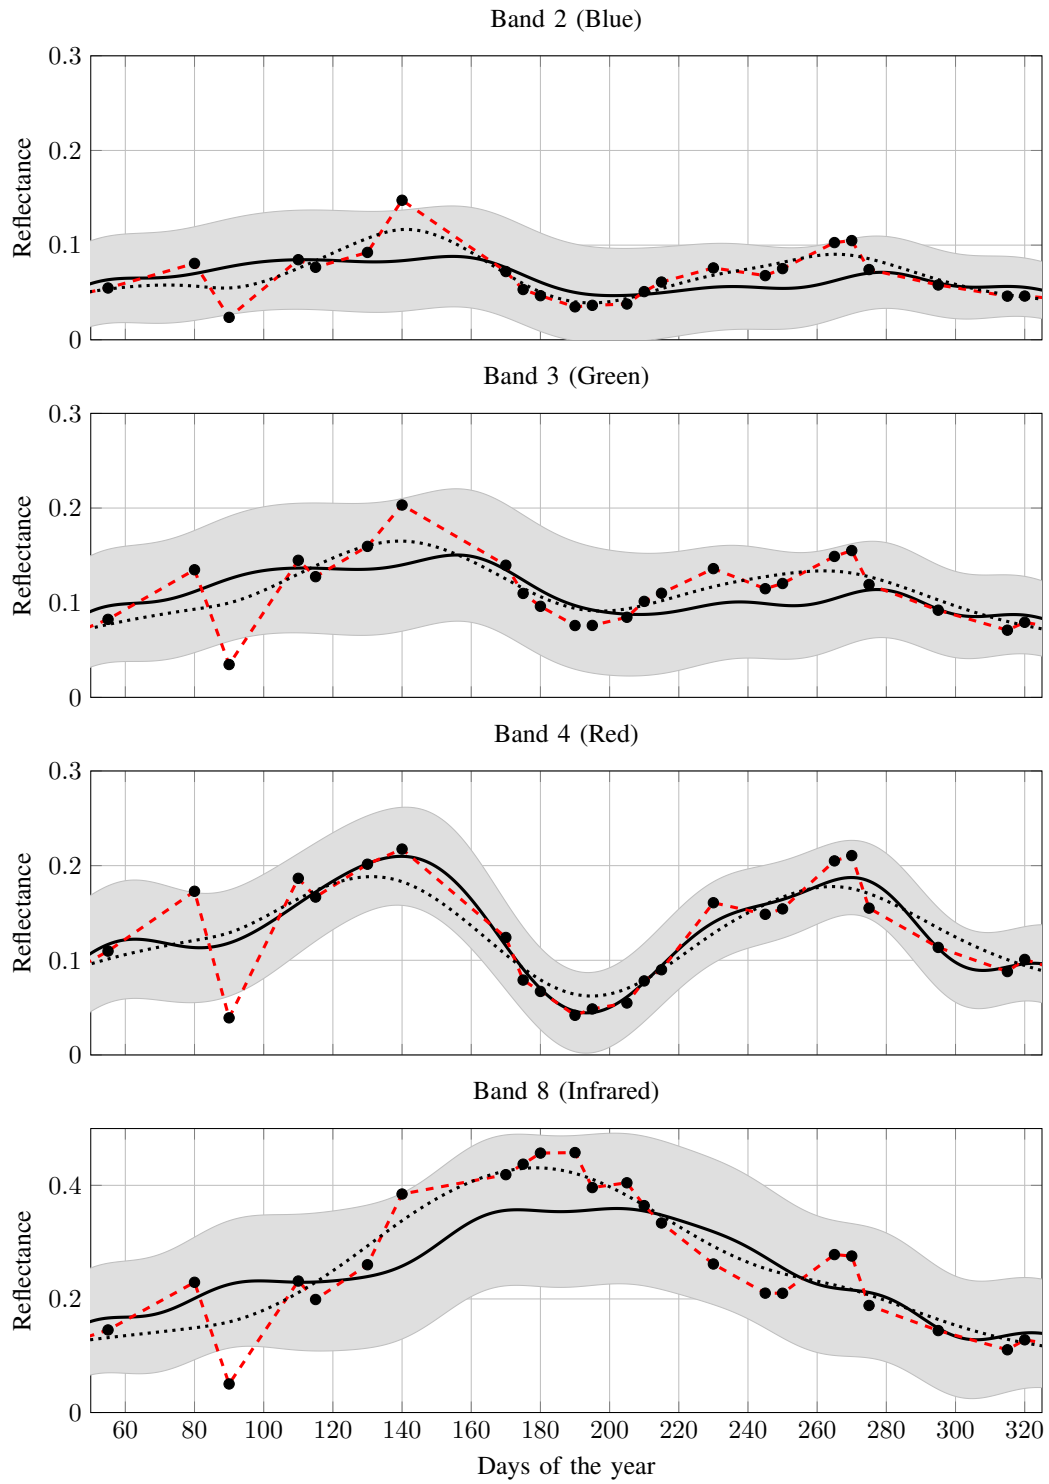 Band 2 (Blue)
0.3
0.2
0.1
0
Reflectance
Band 3 (Green)
0.3
0.2
0.1
0
Reflectance
Band 4 (Red)
0.3
0.2
0.1
0
Reflectance
Band 8 (Infrared)
0.4
0.2
0
Reflectance
60 80 100 120 140 160 180 200 220 240 260 280 300 320
Days of the year